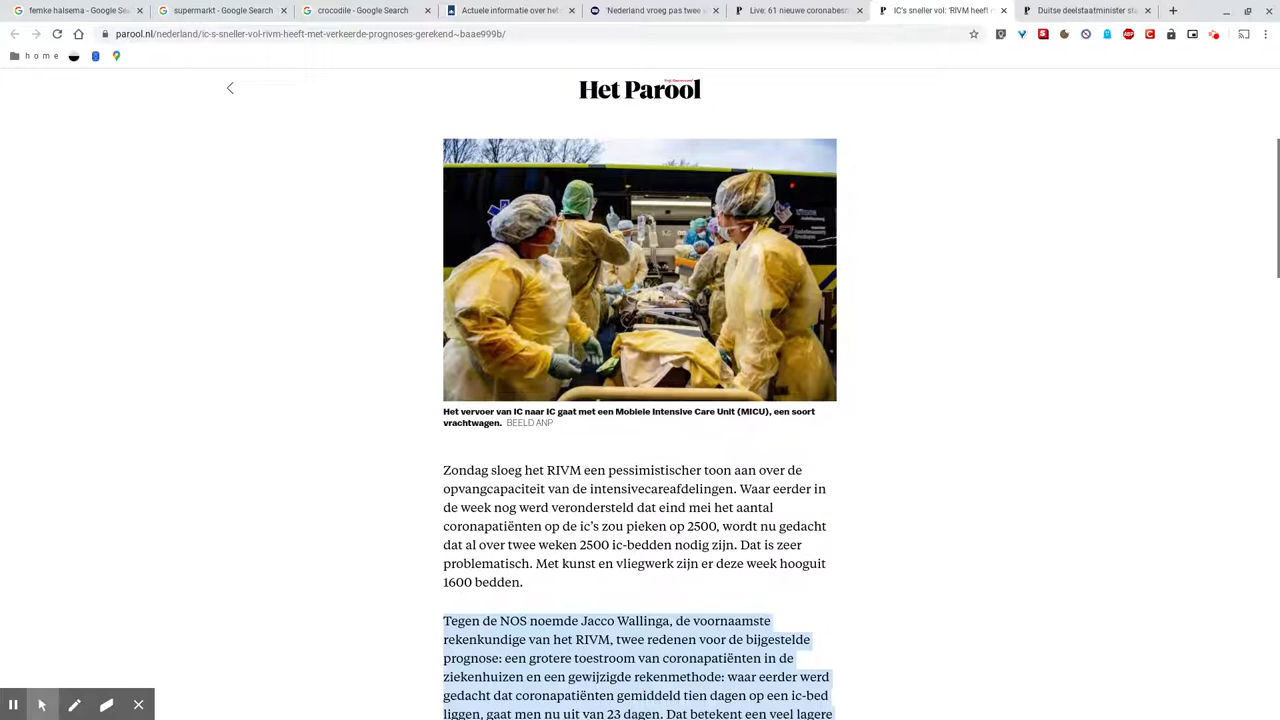 femke halsema - Google Sea
supermarkt - Google Search
crocodile - Google Search
Actuele informatie over het
'Nederland vroeg pas twee
Live: 61 nieuwe coronabesm
IC's sneller vol: 'RIVM heeft
Duitse deelstaatminister sta
parool.nl/nederland/ic-s-sneller-vol-rivm-heeft-met-verkeerde-prognoses-gerekend~baae999b/
home
Het Parool
Het vervoer van IC naar IC gaat met een Mobiele Intensive Care Unit (MICU), een soort
vrachtwagen. BEELD ANP
Zondag sloeg het RIVM een pessimistischer toon aan over de
opvangcapaciteit van de intensivecareafdelingen. Waar eerder in
de week nog werd verondersteld dat eind mei het aantal
coronapatiënten op de ic's zou pieken op 2500, wordt nu gedacht
dat al over twee weken 2500 ic-bedden nodig zijn. Dat is zeer
problematisch. Met kunst en vliegwerk zijn er deze week hooguit
1600 bedden.
Tegen de NOS noemde Jacco Wallinga, de voornaamste
rekenkundige van het RIVM, twee redenen voor de bijgestelde
prognose: een grotere toestroom van coronapatiënten in de
ziekenhuizen en een gewijzigde rekenmethode: waar eerder werd
gedacht dat coronapatiënten gemiddeld tien dagen op een ic-bed
liggen, gaat men nu uit van 23 dagen. Dat betekent een veel lagere